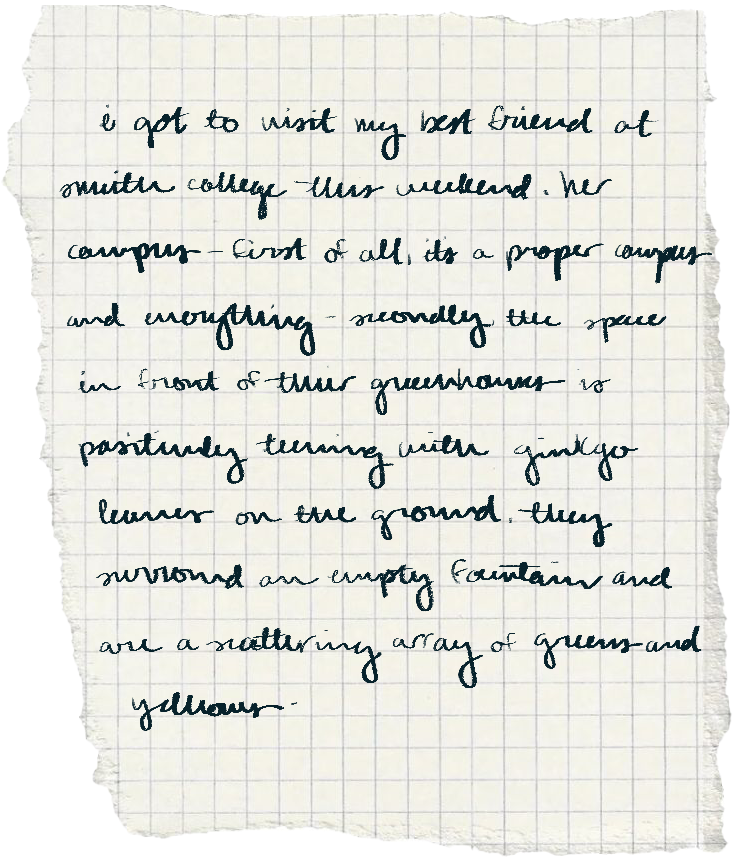 i got to visit my best friend at
smith college this weekend. her
campus - first of all, it's a proper campus
and everything - secondly, the space
in front of their greenhouses is
positively teeming with ginkgo
leaves on the ground. they
surround an empty fountain and
are a scattering array of greens and
yellows.